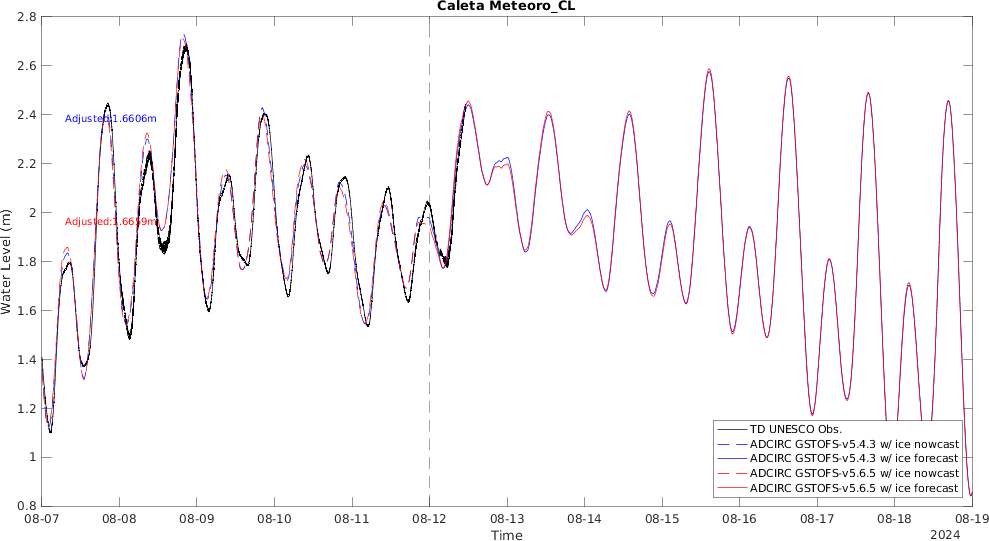 Caleta Meteoro_CL
2.8
2.6
2.4
2.2
2
1.8
1.6
1.4
1.2
1
0.8
Water Level (m)
Adjusted:1.6606m
Adjusted:1.6659m
TD UNESCO Obs.
ADCIRC GSTOFS-v5.4.3 w/ ice nowcast
ADCIRC GSTOFS-v5.4.3 w/ ice forecast
ADCIRC GSTOFS-v5.6.5 w/ ice nowcast
ADCIRC GSTOFS-v5.6.5 w/ ice forecast
08-07 08-08 08-09 08-10 08-11 08-12 08-13 08-14 08-15 08-16 08-17 08-18 08-19
Time
2024